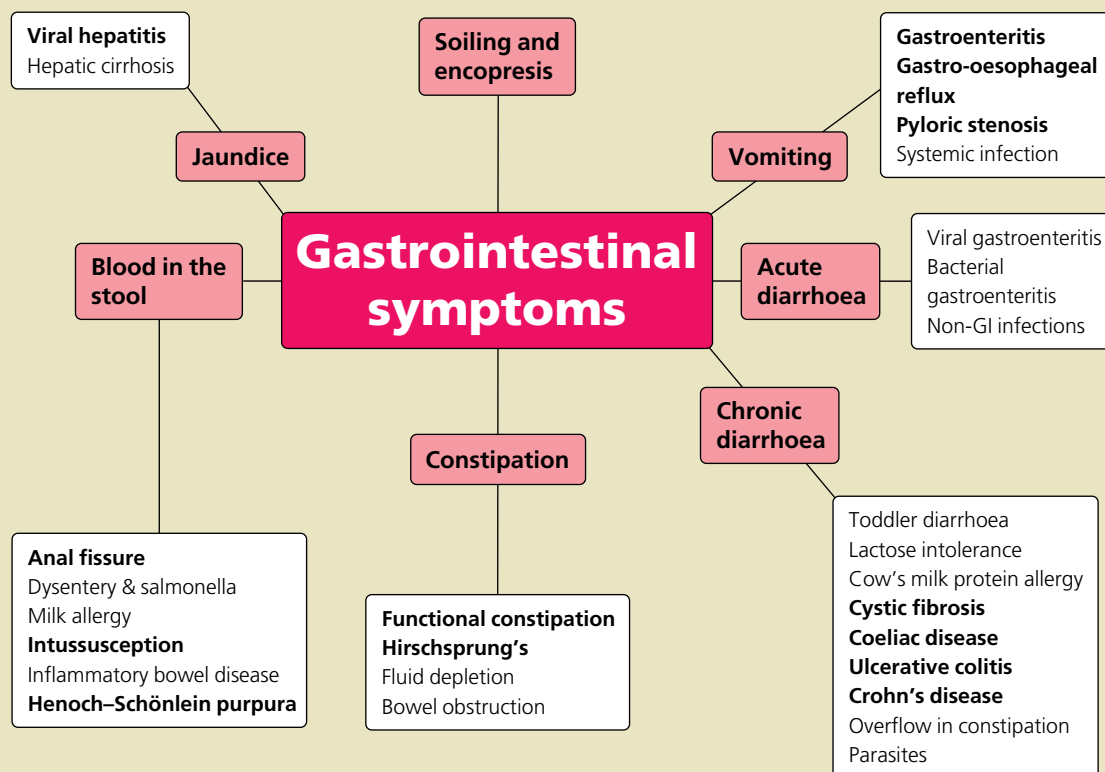 Viral hepatitis
Hepatic cirrhosis
Jaundice
Soiling and
encopresis
Vomiting
Gastroenteritis
Gastro-oesophageal
reflux
Pyloric stenosis
Systemic infection
Blood in the
stool
Gastrointestinal
symptoms
Acute
diarrhoea
Viral gastroenteritis
Bacterial
gastroenteritis
Non-GI infections
Chronic
diarrhoea
Constipation
Anal fissure
Dysentery & salmonella
Milk allergy
Intussusception
Inflammatory bowel disease
Henoch–Schönlein purpura
Functional constipation
Hirschsprung's
Fluid depletion
Bowel obstruction
Toddler diarrhoea
Lactose intolerance
Cow's milk protein allergy
Cystic fibrosis
Coeliac disease
Ulcerative colitis
Crohn's disease
Overflow in constipation
Parasites